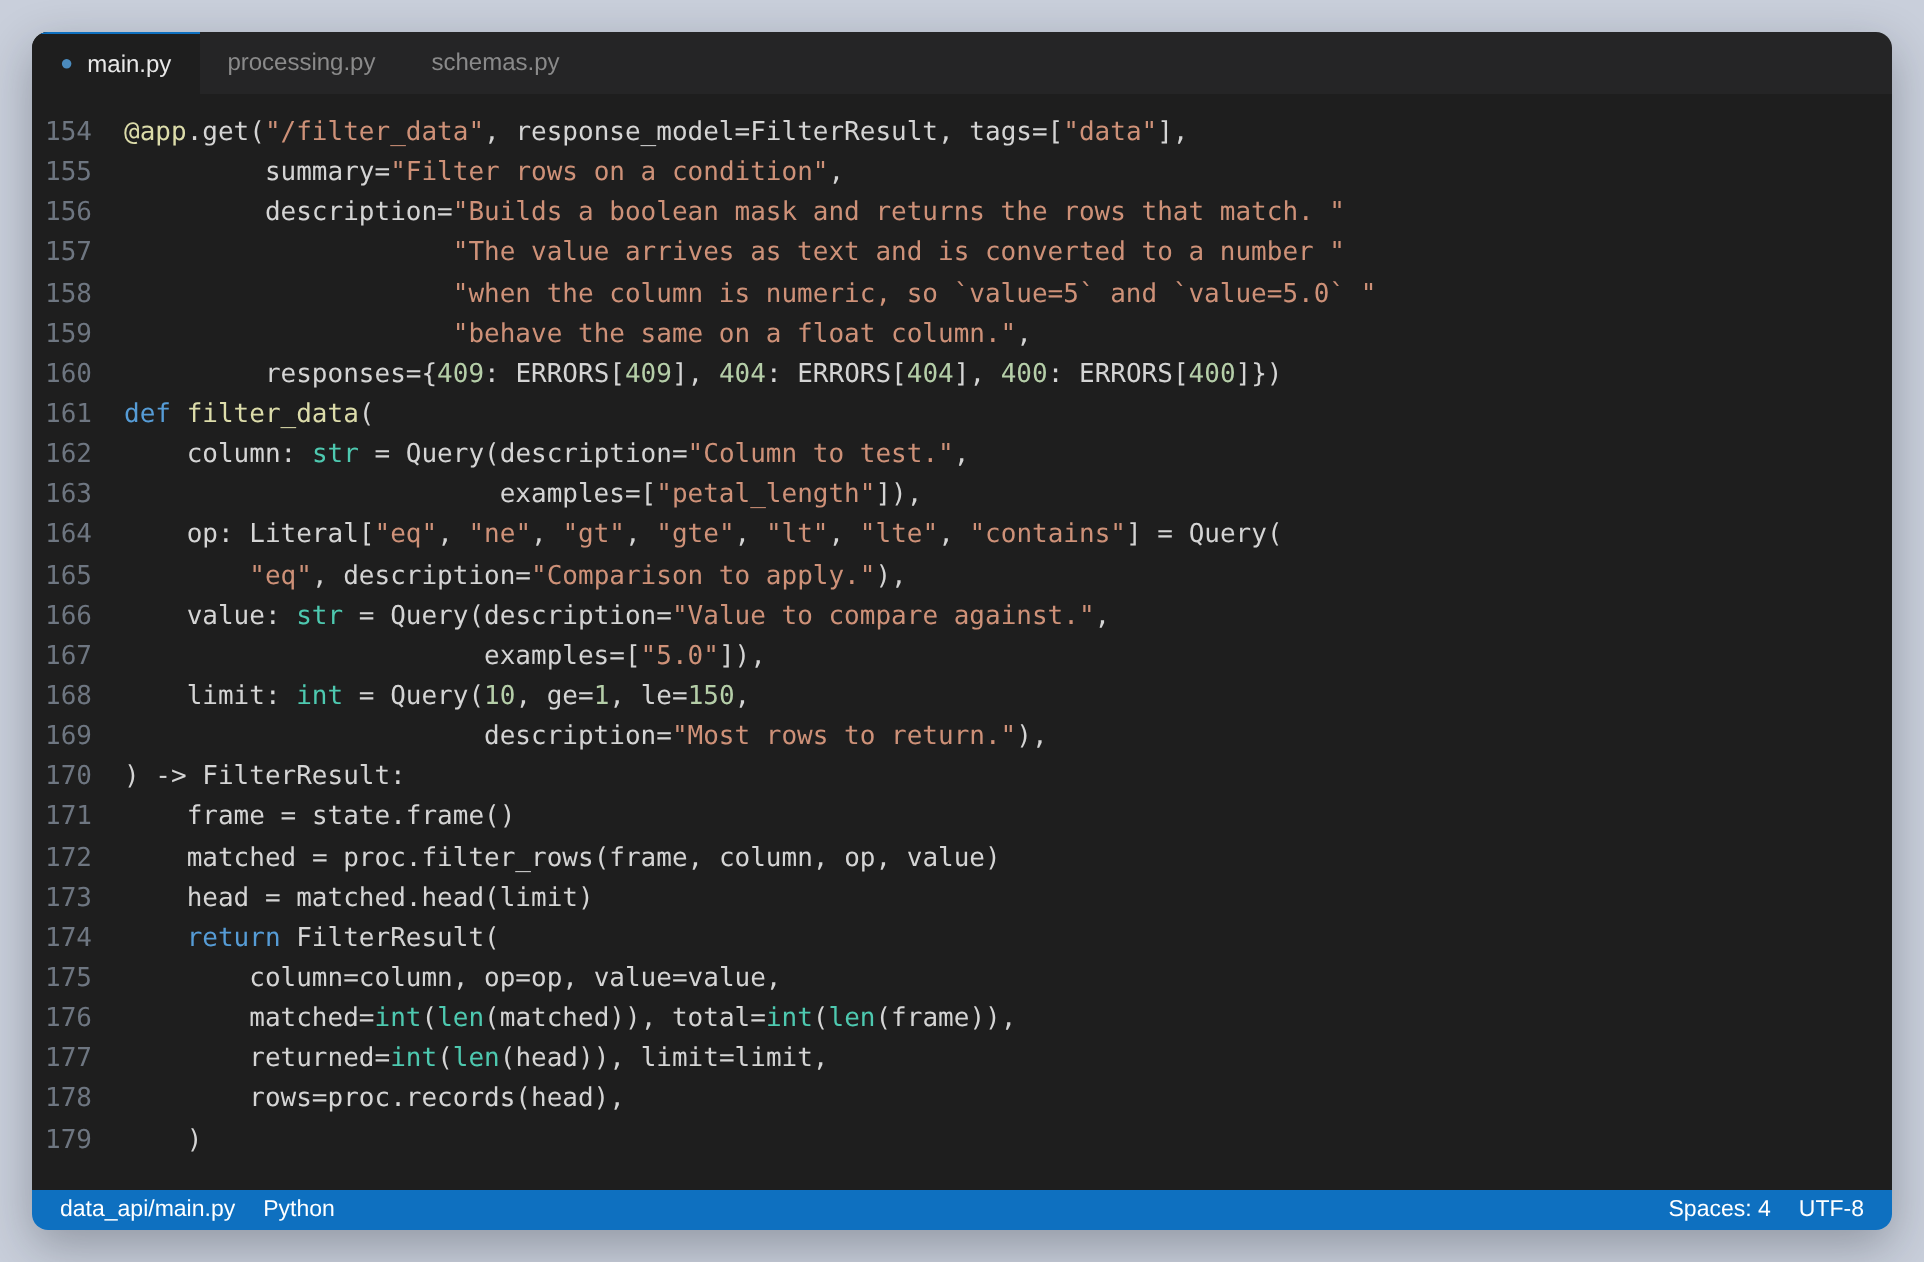 main.py processing.py schemas.py
154 @app.get("/filter_data", response_model=FilterResult, tags=["data"],
155          summary="Filter rows on a condition",
156          description="Builds a boolean mask and returns the rows that match. "
157                      "The value arrives as text and is converted to a number "
158                      "when the column is numeric, so `value=5` and `value=5.0` "
159                      "behave the same on a float column.",
160          responses={409: ERRORS[409], 404: ERRORS[404], 400: ERRORS[400]})
161 def filter_data(
162     column: str = Query(description="Column to test.",
163                         examples=["petal_length"]),
164     op: Literal["eq", "ne", "gt", "gte", "lt", "lte", "contains"] = Query(
165         "eq", description="Comparison to apply."),
166     value: str = Query(description="Value to compare against.",
167                        examples=["5.0"]),
168     limit: int = Query(10, ge=1, le=150,
169                        description="Most rows to return."),
170 ) -> FilterResult:
171     frame = state.frame()
172     matched = proc.filter_rows(frame, column, op, value)
173     head = matched.head(limit)
174     return FilterResult(
175         column=column, op=op, value=value,
176         matched=int(len(matched)), total=int(len(frame)),
177         returned=int(len(head)), limit=limit,
178         rows=proc.records(head),
179     )
data_api/main.py Python Spaces: 4 UTF-8